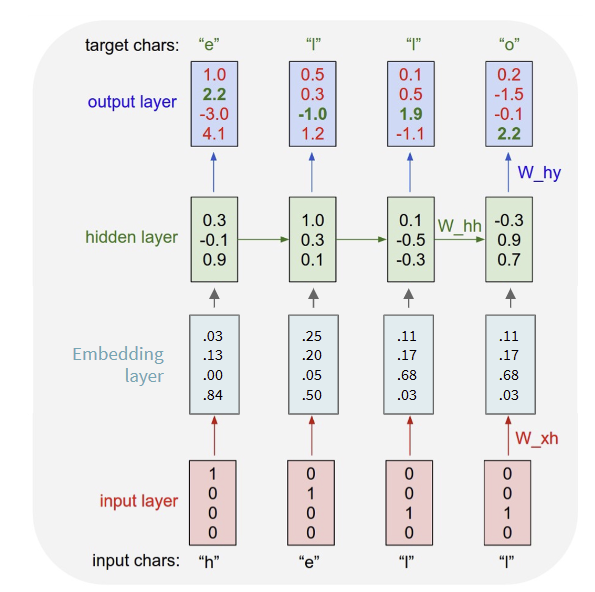 target chars: “e” “l” “l” “o”
output layer
1.0 0.5 0.1 0.2
2.2 0.3 0.5 -1.5
-3.0 -1.0 1.9 -0.1
4.1 1.2 -1.1 2.2
W_hy
hidden layer
0.3 1.0 0.1 -0.3
-0.1 0.3 -0.5 0.9
0.9 0.1 -0.3 0.7
W_hh
Embedding
layer
.03 .25 .11 .11
.13 .20 .17 .17
.00 .05 .68 .68
.84 .50 .03 .03
W_xh
input layer
1 0 0 0
0 1 0 0
0 0 1 1
0 0 0 0
input chars: “h” “e” “l” “l”